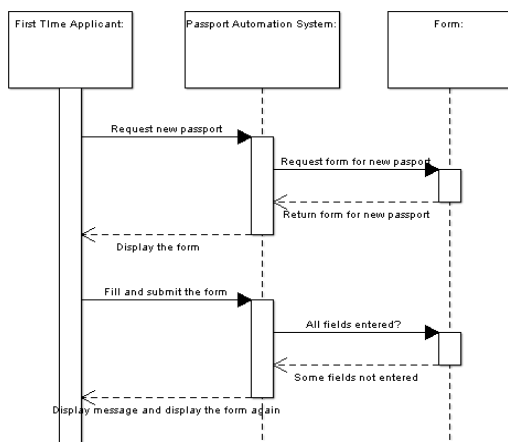 First TIme Applicant:
Passport Automation System:
Form:
Request new passport
Request form for new pasport
Return form for new passport
Display the form
Fill and submit the form
All fields entered?
Some fields not entered
Display message and display the form again